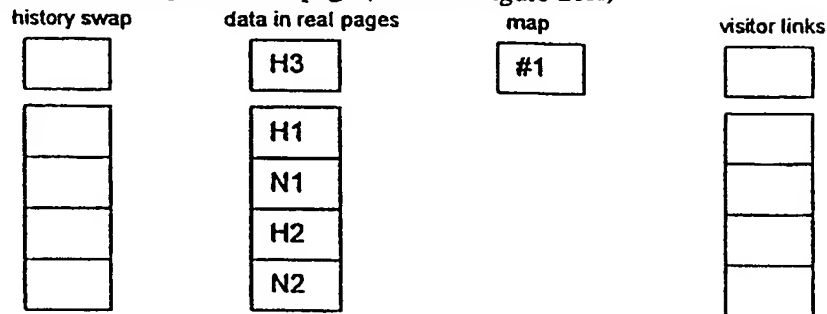 history swap data in real pages map visitor links
H3 #1
H1
N1
H2
N2